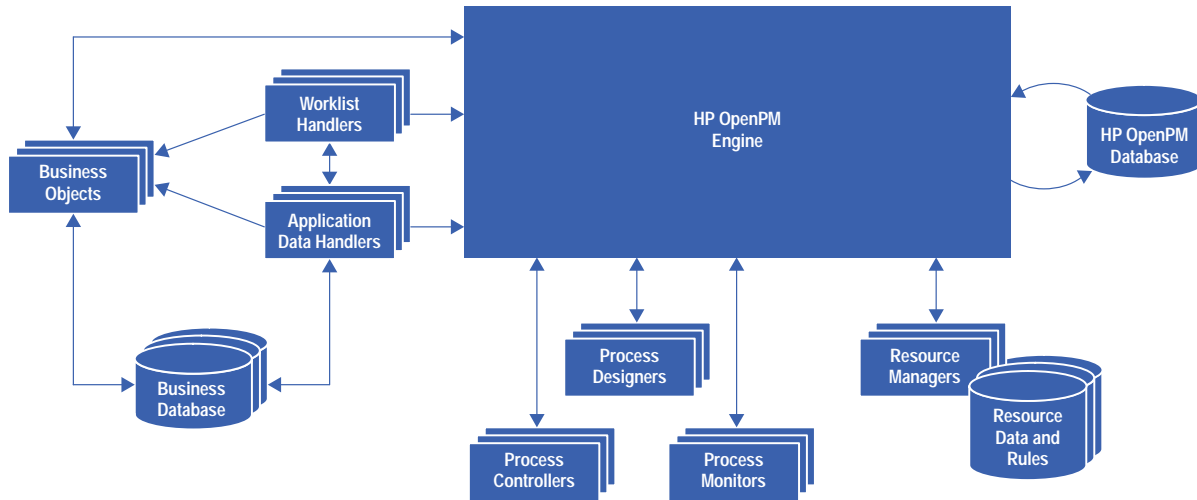 Worklist
Handlers
HP OpenPM
Engine
HP OpenPM
Database
Business
Objects
Application
Data Handlers
Process
Designers
Resource
Managers
Business
Database
Resource
Data and
Rules
Process
Controllers
Process
Monitors